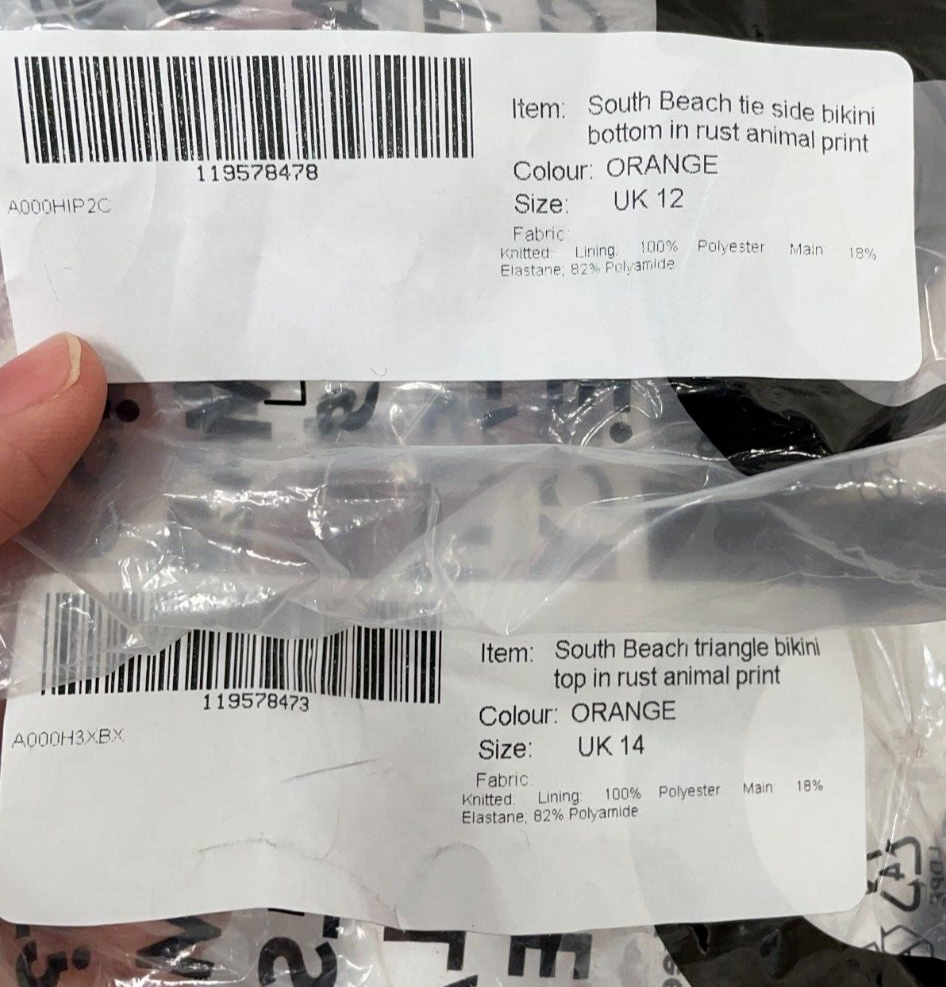 119578478
A000HIP2C
Item: South Beach tie side bikini
bottom in rust animal print
Colour: ORANGE
Size: UK 12
Fabric
Knitted: Lining: 100% Polyester Main 18%
Elastane; 82% Polyamide
119578473
A000H3XBX
Item: South Beach triangle bikini
top in rust animal print
Colour: ORANGE
Size: UK 14
Fabric
Knitted: Lining: 100% Polyester Main 18%
Elastane; 82% Polyamide